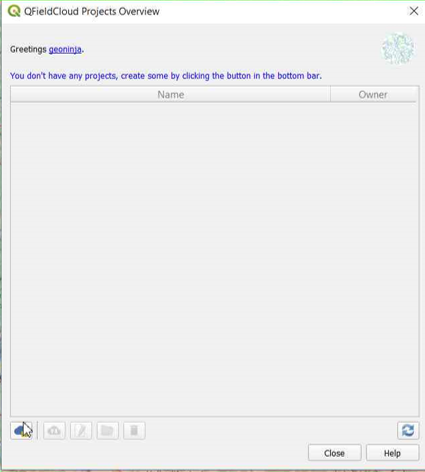 QFieldCloud Projects Overview
Greetings geoninja.
You don't have any projects, create some by clicking the button in the bottom bar.
Name Owner
Close Help